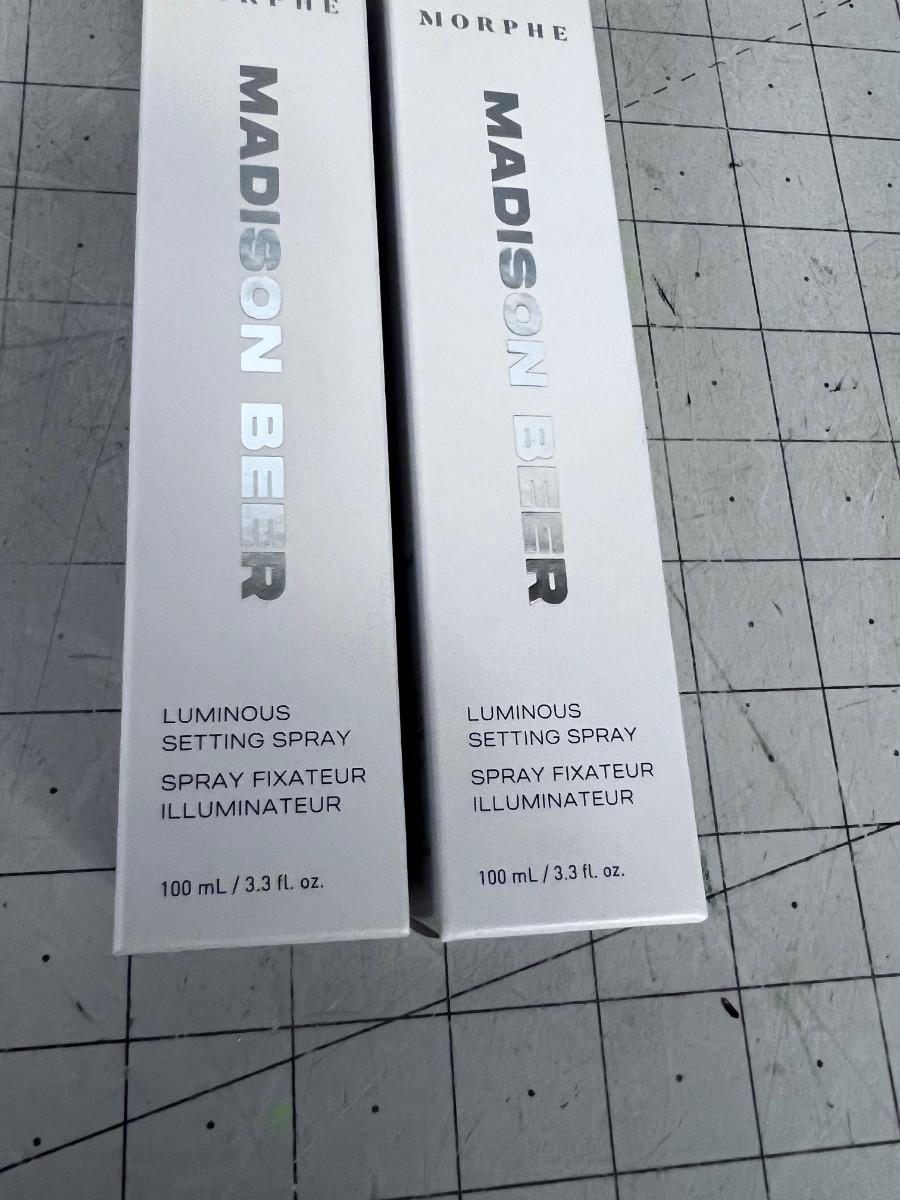 MORPHE
MADISON BEER
LUMINOUS
SETTING SPRAY
SPRAY FIXATEUR
ILLUMINATEUR
100 mL / 3.3 fl. oz.
MORPHE
MADISON BEER
LUMINOUS
SETTING SPRAY
SPRAY FIXATEUR
ILLUMINATEUR
100 mL / 3.3 fl. oz.